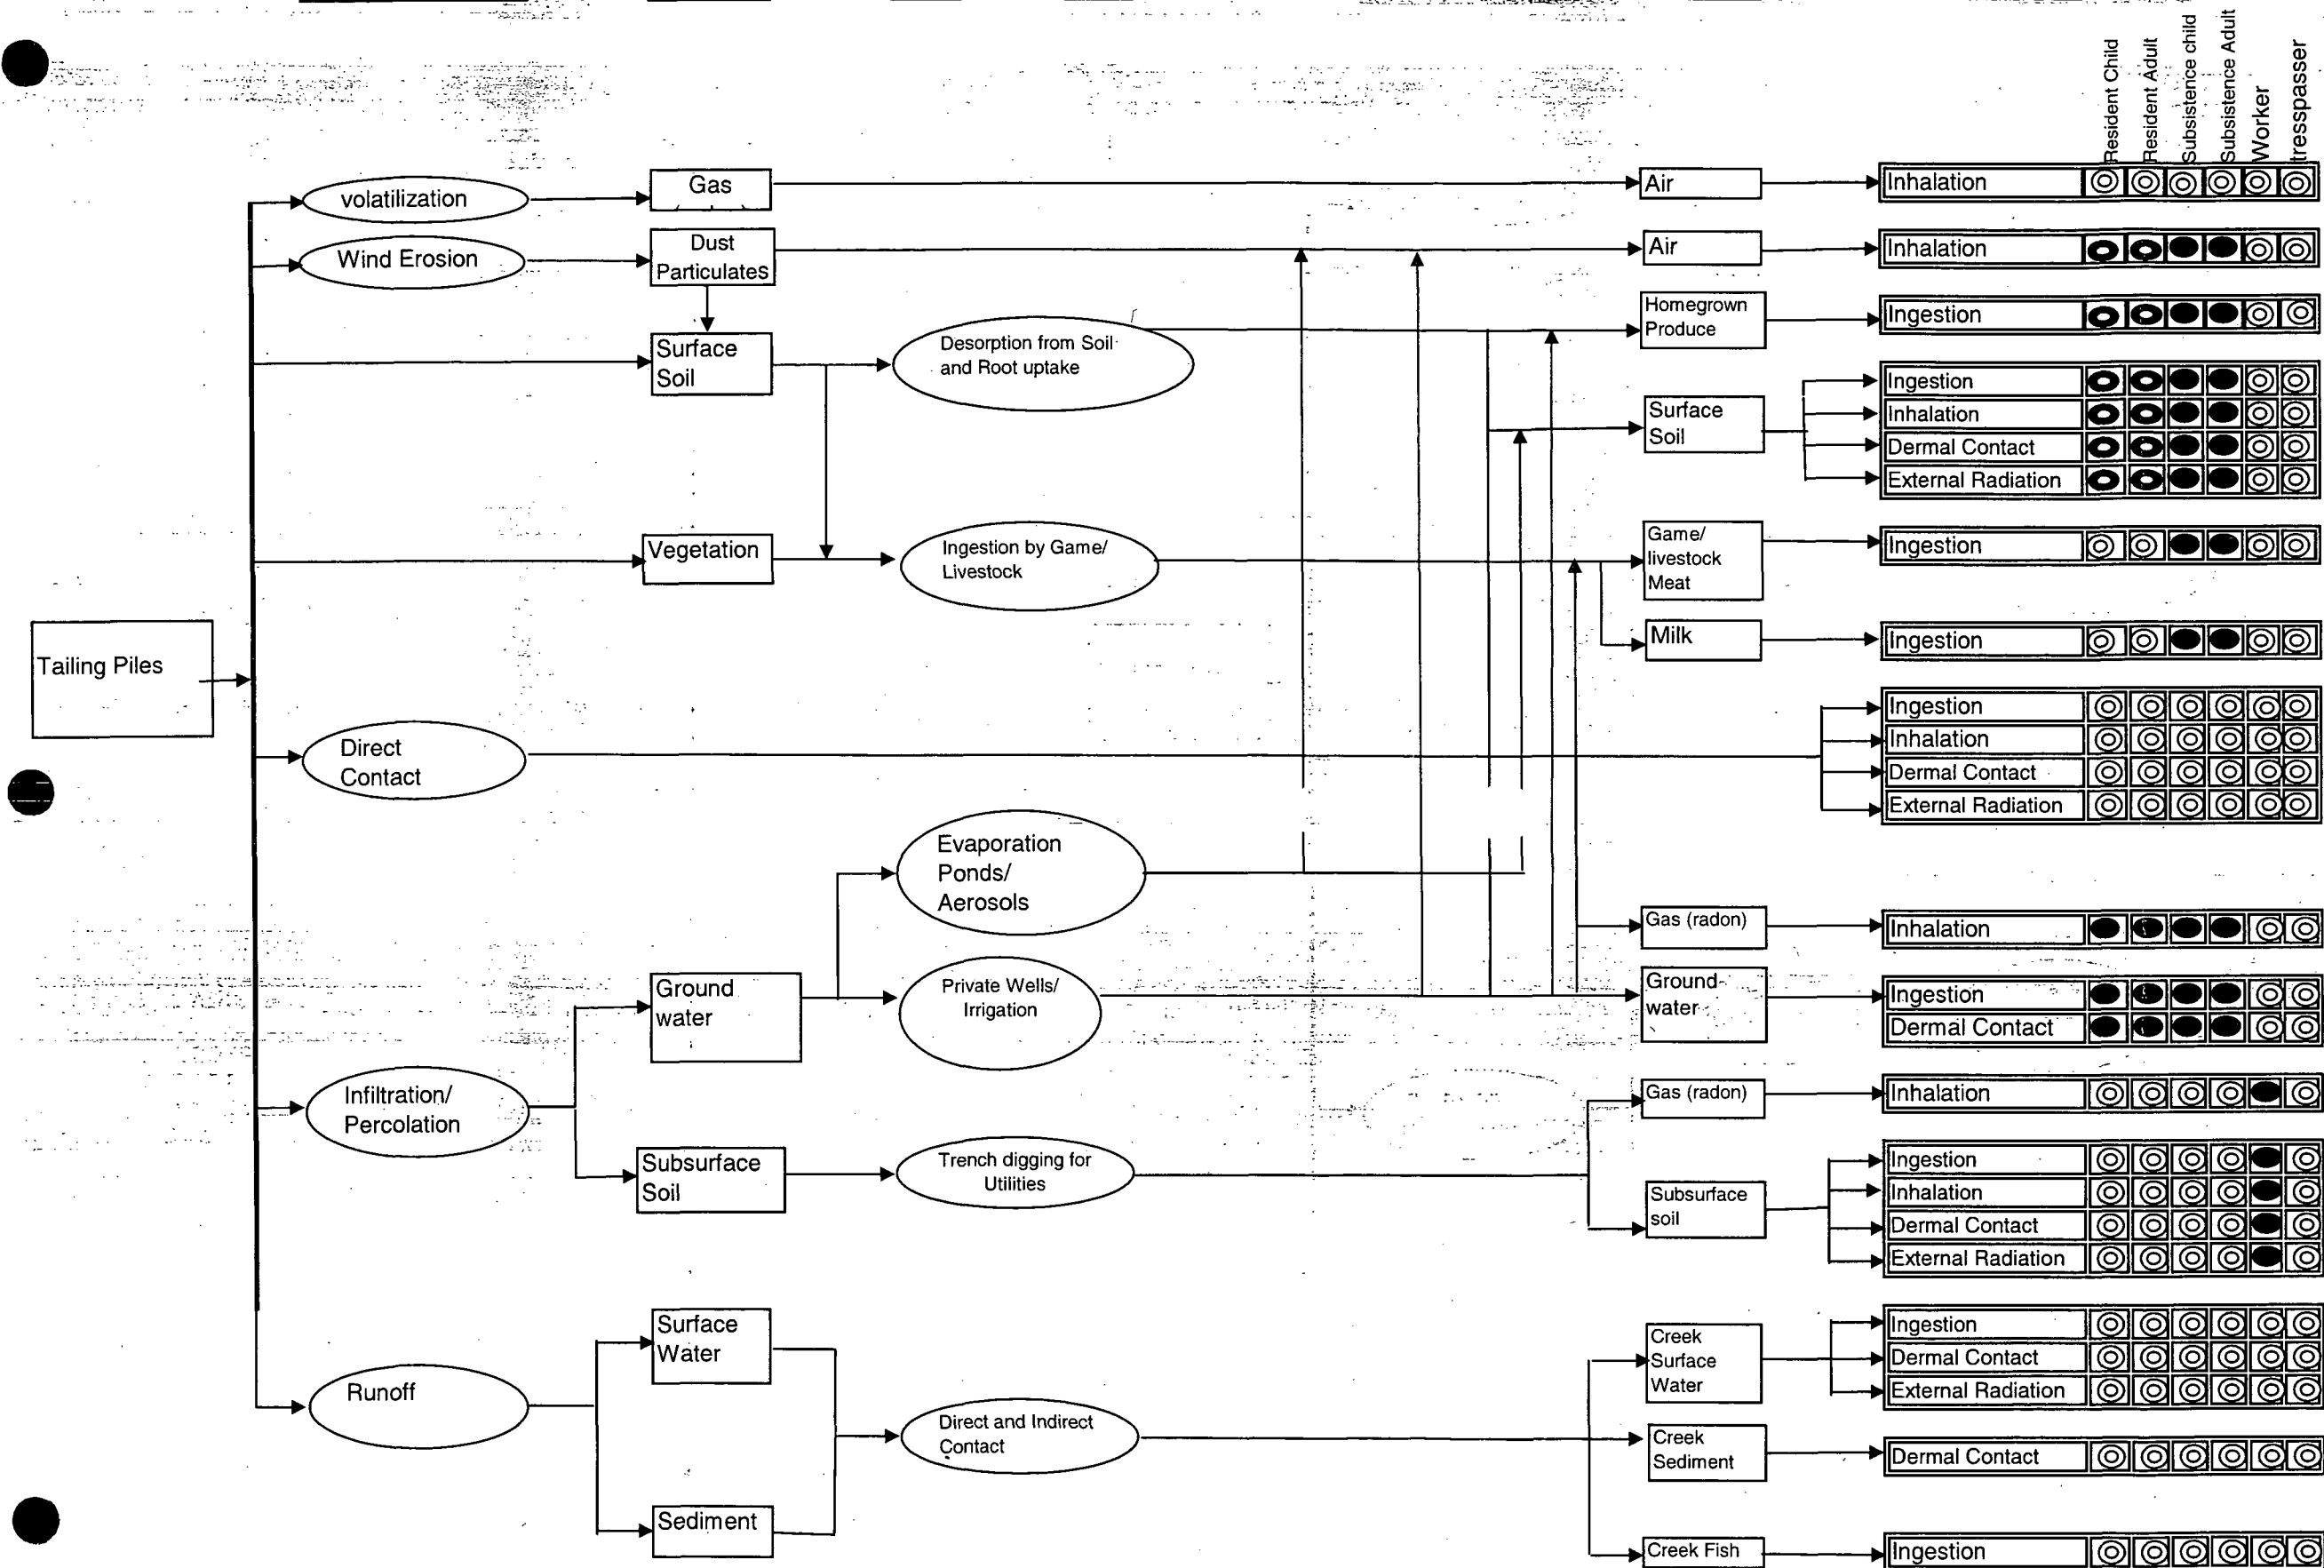 Resident Child
Resident Adult
Subsistence child
Subsistence Adult
Worker
tresspasser
volatilization
Gas
Air
Inhalation
Wind Erosion
Dust
Particulates
Air
Inhalation
Homegrown
Produce
Ingestion
Surface
Soil
Desorption from Soil
and Root uptake
Surface
Soil
Ingestion
Inhalation
Dermal Contact
External Radiation
Vegetation
Ingestion by Game/
Livestock
Game/
livestock
Meat
Ingestion
Milk
Ingestion
Tailing Piles
Direct
Contact
Ingestion
Inhalation
Dermal Contact
External Radiation
Evaporation
Ponds/
Aerosols
Gas (radon)
Inhalation
Ground
water
Private Wells/
Irrigation
Ground
water
Ingestion
Dermal Contact
Infiltration/
Percolation
Gas (radon)
Inhalation
Subsurface
Soil
Trench digging for
Utilities
Subsurface
soil
Ingestion
Inhalation
Dermal Contact
External Radiation
Runoff
Surface
Water
Creek
Surface
Water
Ingestion
Dermal Contact
External Radiation
Direct and Indirect
Contact
Creek
Sediment
Dermal Contact
Sediment
Creek Fish
Ingestion